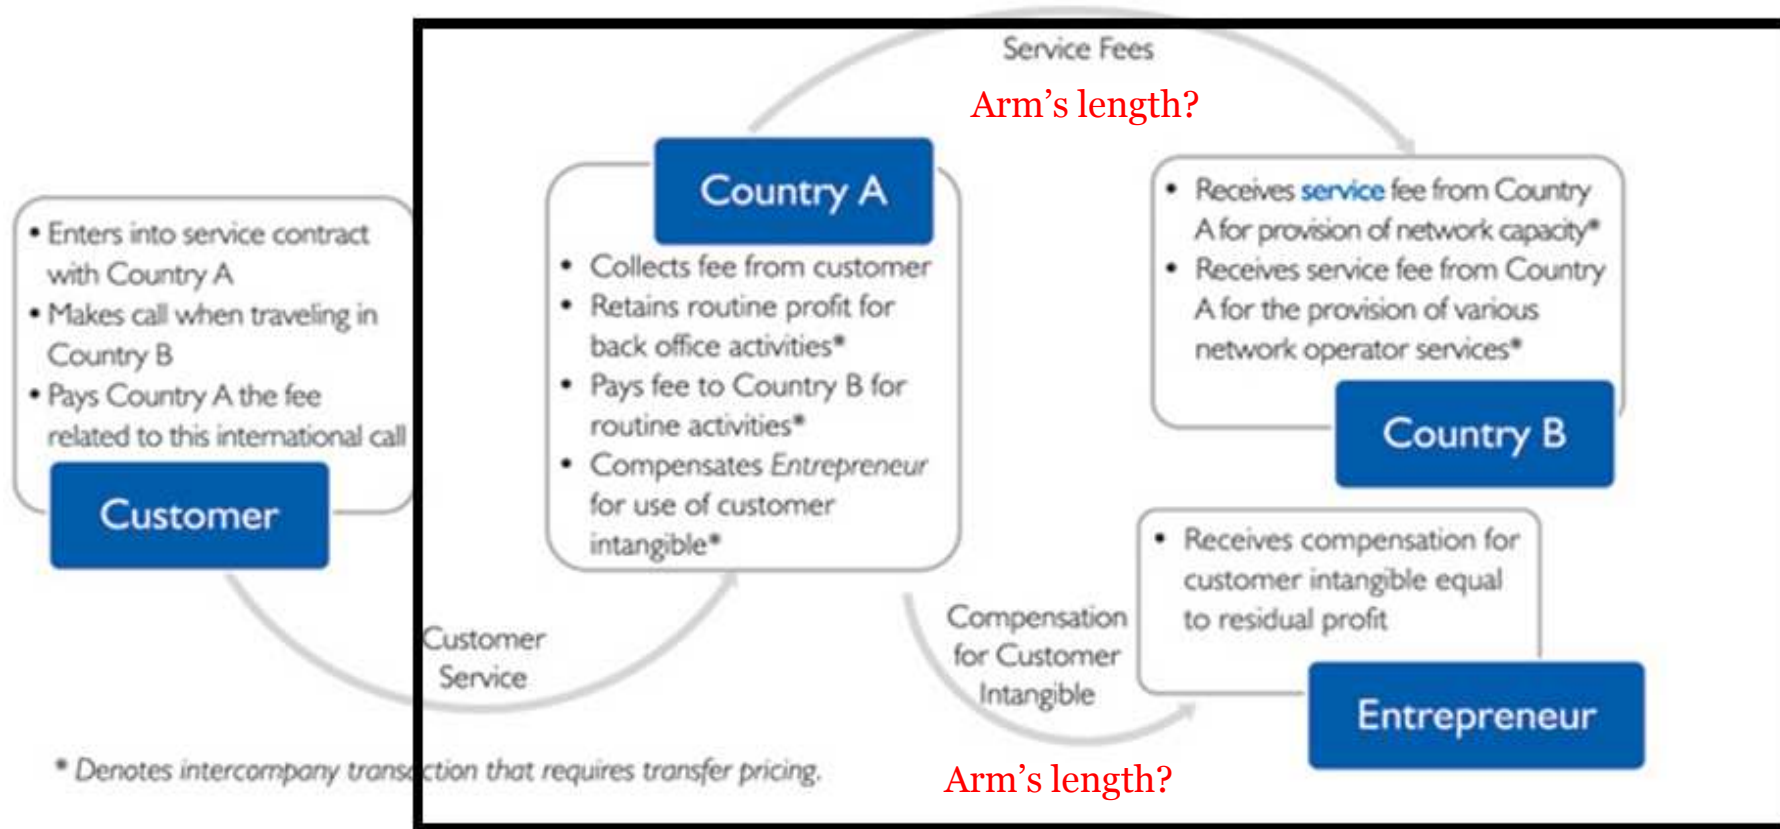 Service Fees
Arm's length?
• Enters into service contract
with Country A
• Makes call when traveling in
Country B
• Pays Country A the fee
related to this international call
Customer
Country A
• Collects fee from customer
• Retains routine profit for
back office activities*
• Pays fee to Country B for
routine activities*
• Compensates Entrepreneur
for use of customer
intangible*
• Receives service fee from Country
A for provision of network capacity*
• Receives service fee from Country
A for the provision of various
network operator services*
Country B
• Receives compensation for
customer intangible equal
to residual profit
Entrepreneur
Customer
Service
Compensation
for Customer
Intangible
Arm's length?
* Denotes intercompany transaction that requires transfer pricing.